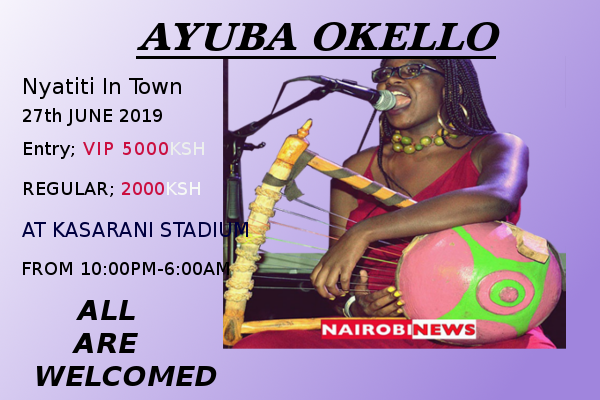 AYUBA OKELLO
Nyatiti In Town
27th JUNE 2019
Entry; VIP 5000KSH
REGULAR; 2000KSH
AT KASARANI STADIUM
FROM 10:00PM-6:00AM
NAIROBINEWS
ALL
ARE
WELCOMED